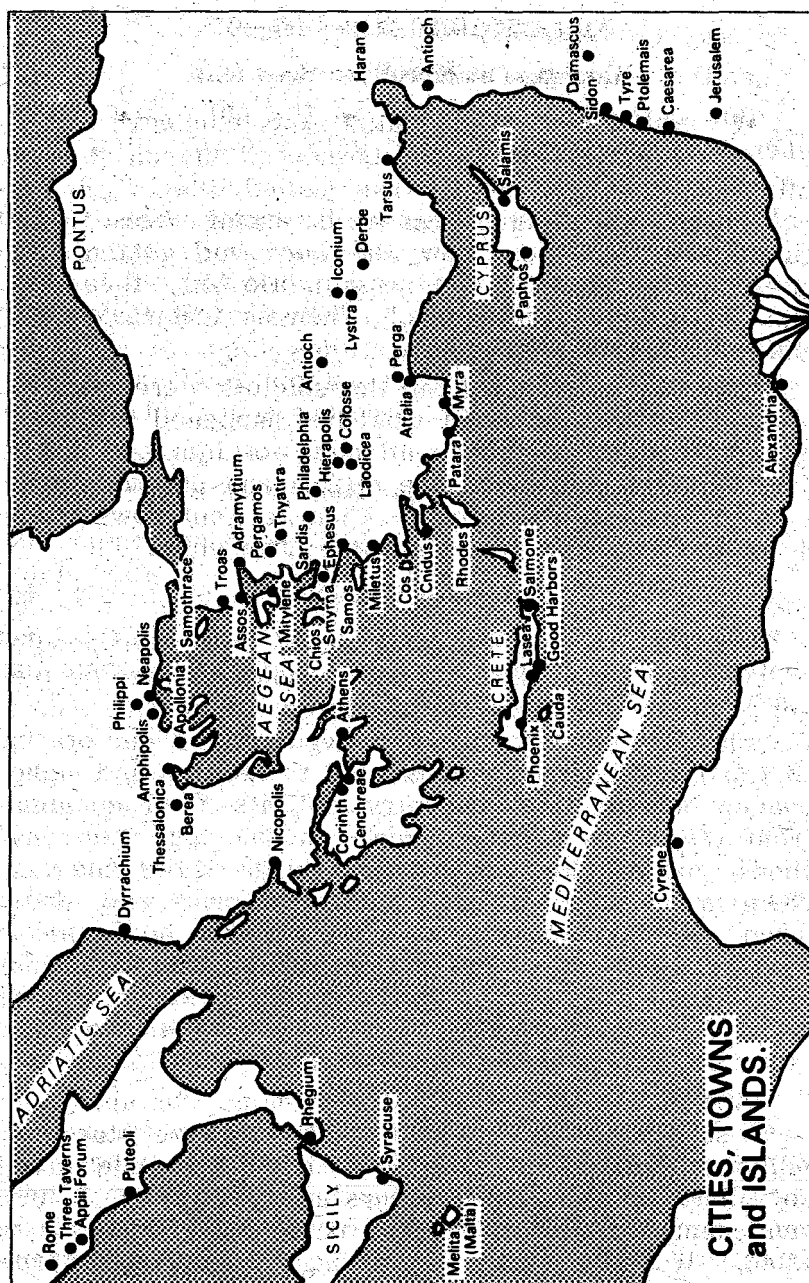 Rome
Three Taverns
Appii Forum
Puteoli
ADRIATIC SEA
SICILY
Rhegium
Syracuse
Melita
(Malta)
Dyrrachium
Nicopolis
Thessalonica
Berea
Amphipolis
Apollonia
Philippi
Neapolis
Samothrace
Corinth
Cenchreae
Athens
AEGEAN
SEA
Troas
Assos
Adramyttium
Mitylene
Pergamos
Thyatira
Chios
Smyrna
Sardis
Ephesus
Philadelphia
Samos
Hierapolis
Colosse
Laodicea
Miletus
Cos
Cnidus
Rhodes
Patara
Myra
Attalia
Perga
Antioch
Iconium
Lystra
Derbe
PONTUS
Tarsus
Haran
Antioch
CYPRUS
Salamis
Paphos
Damascus
Sidon
Tyre
Ptolemais
Caesarea
Jerusalem
CRETE
Salmone
Lasea
Good Harbors
Phoenix
Cauda
MEDITERRANEAN SEA
Cyrene
Alexandria
CITIES, TOWNS
and ISLANDS.